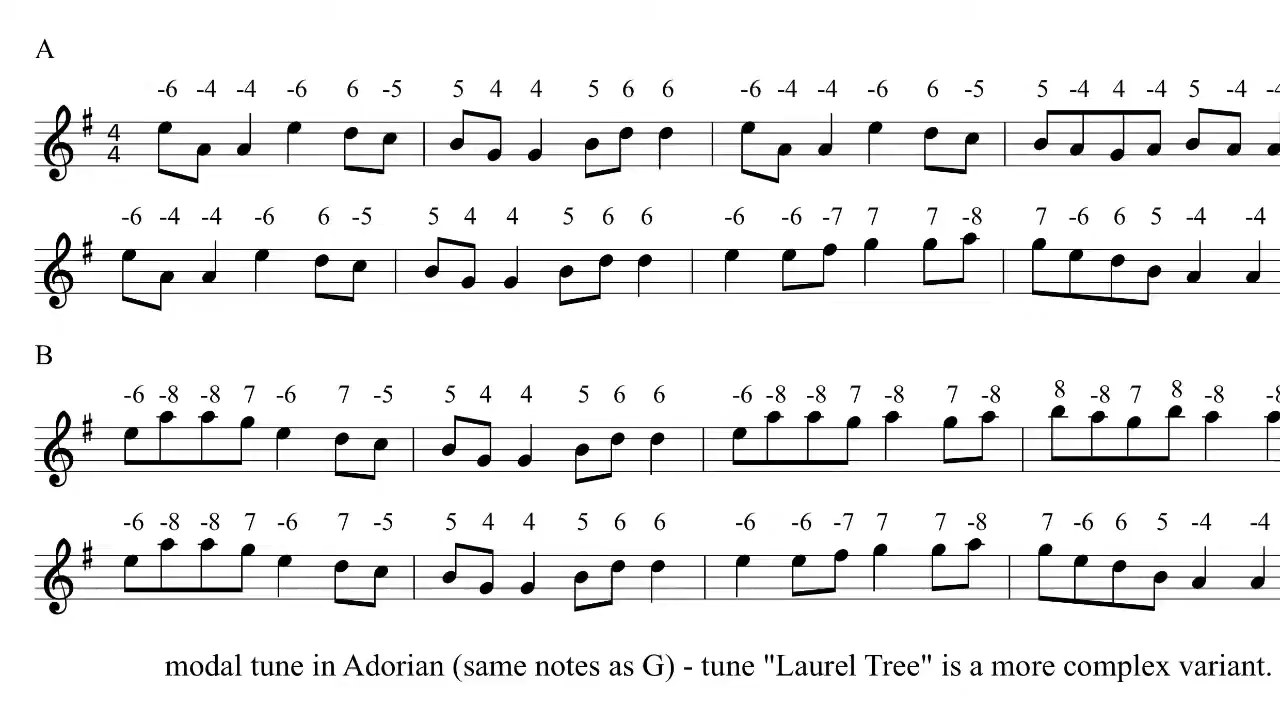 A
-6 -4 -4 -6 6 -5 5 4 4 5 6 6 -6 -4 -4 -6 6 -5 5 -4 4 -4 5 -4 -4
4
4
-6 -4 -4 -6 6 -5 5 4 4 5 6 6 -6 -6 -7 7 7 -8 7 -6 6 5 -4 -4
B
-6 -8 -8 7 -6 7 -5 5 4 4 5 6 6 -6 -8 -8 7 -8 7 -8 8 -8 7 8 -8 -8
-6 -8 -8 7 -6 7 -5 5 4 4 5 6 6 -6 -6 -7 7 7 -8 7 -6 6 5 -4 -4
modal tune in Adorian (same notes as G) - tune "Laurel Tree" is a more complex variant.